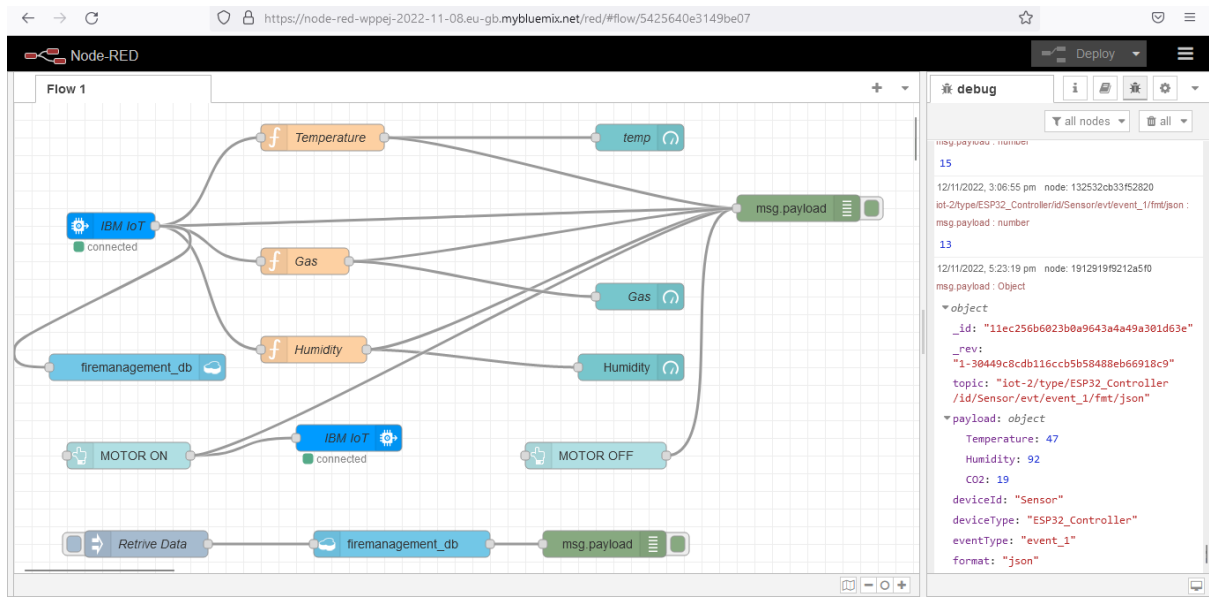 https://node-red-wppej-2022-11-08.eu-gb.mybluemix.net/red/#flow/5425640e3149be07
Node-RED
Deploy
Flow 1
Temperature
temp
msg.payload
IBM IoT
connected
Gas
Gas
Humidity
Humidity
firemanagement_db
IBM IoT
connected
MOTOR ON
MOTOR OFF
Retrive Data
firemanagement_db
msg.payload
debug
i
all nodes
all
msg.payload : number
15
12/11/2022, 3:06:55 pm node: 132532cb33f52820
iot-2/type/ESP32_Controller/id/Sensor/evt/event_1/fmt/json :
msg.payload : number
13
12/11/2022, 5:23:19 pm node: 1912919f9212a5f0
msg.payload : Object
object
_id: "11ec256b6023b0a9643a4a49a301d63e"
_rev:
"1-30449c8cdb116ccb5b58488eb66918c9"
topic: "iot-2/type/ESP32_Controller
/id/Sensor/evt/event_1/fmt/json"
payload: object
Temperature: 47
Humidity: 92
CO2: 19
deviceId: "Sensor"
deviceType: "ESP32_Controller"
eventType: "event_1"
format: "json"